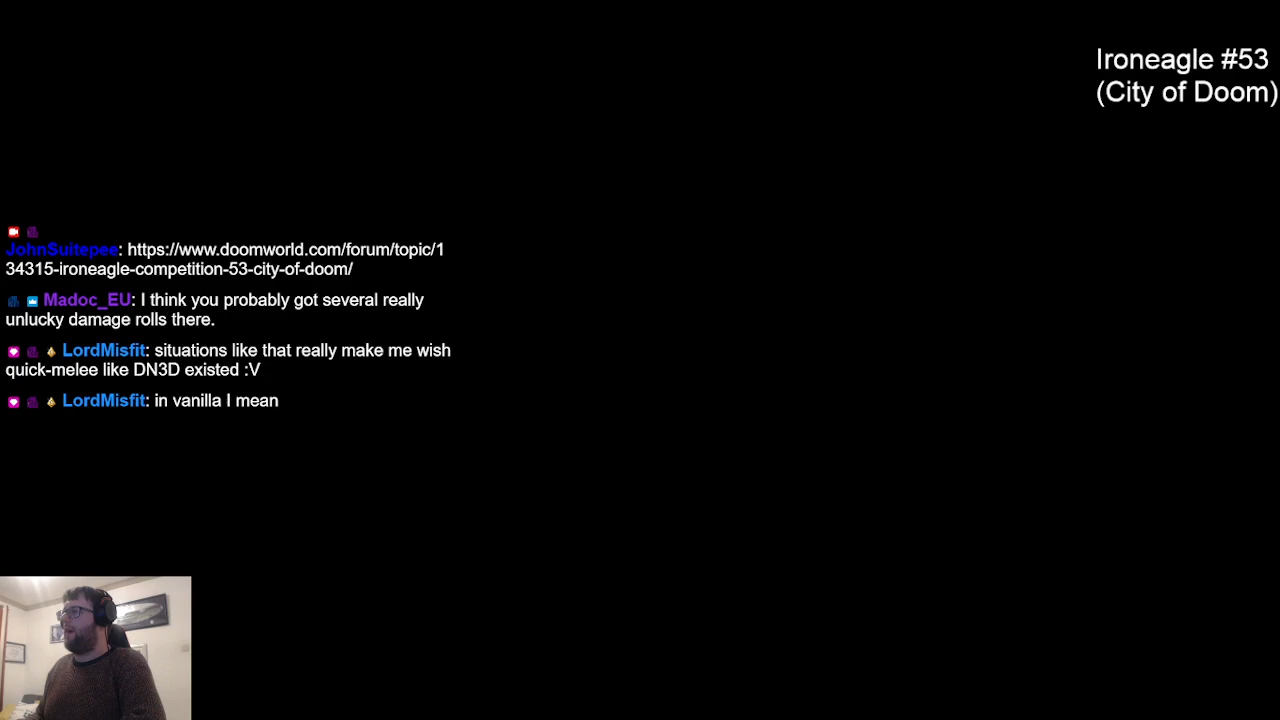 Ironeagle #53
(City of Doom)
JohnSuitepee: https://www.doomworld.com/forum/topic/1
34315-ironeagle-competition-53-city-of-doom/
Madoc_EU: I think you probably got several really
unlucky damage rolls there.
LordMisfit: situations like that really make me wish
quick-melee like DN3D existed :V
LordMisfit: in vanilla I mean